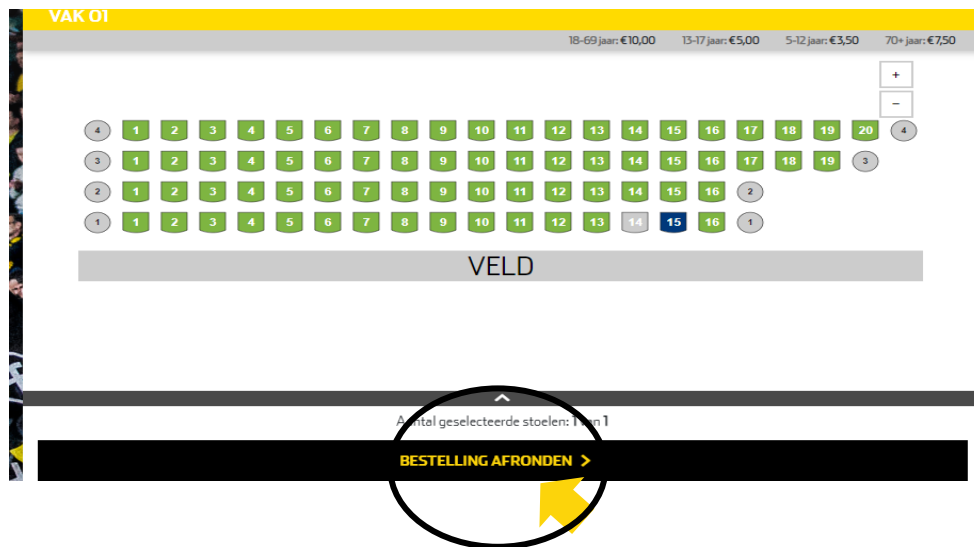 VAK 01
18-69 jaar: €10,00 13-17 jaar: €5,00 5-12 jaar: €3,50 70+ jaar: €7,50
+
−
4 1 2 3 4 5 6 7 8 9 10 11 12 13 14 15 16 17 18 19 20 4
3 1 2 3 4 5 6 7 8 9 10 11 12 13 14 15 16 17 18 19 3
2 1 2 3 4 5 6 7 8 9 10 11 12 13 14 15 16 2
1 1 2 3 4 5 6 7 8 9 10 11 12 13 14 15 16 1
VELD
Aantal geselecteerde stoelen: 1 van 1
BESTELLING AFRONDEN >